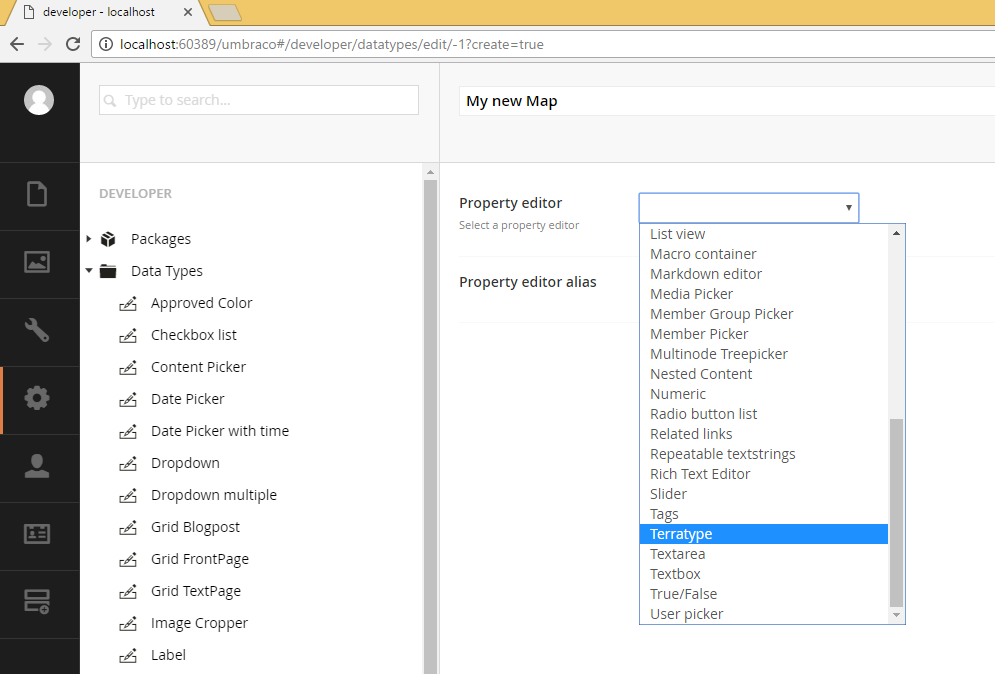 developer - localhost
localhost:60389/umbraco#/developer/datatypes/edit/-1?create=true
Type to search...
My new Map
DEVELOPER
Packages
Data Types
Approved Color
Checkbox list
Content Picker
Date Picker
Date Picker with time
Dropdown
Dropdown multiple
Grid Blogpost
Grid FrontPage
Grid TextPage
Image Cropper
Label
Property editor
Select a property editor
Property editor alias
List view
Macro container
Markdown editor
Media Picker
Member Group Picker
Member Picker
Multinode Treepicker
Nested Content
Numeric
Radio button list
Related links
Repeatable textstrings
Rich Text Editor
Slider
Tags
Terratype
Textarea
Textbox
True/False
User picker